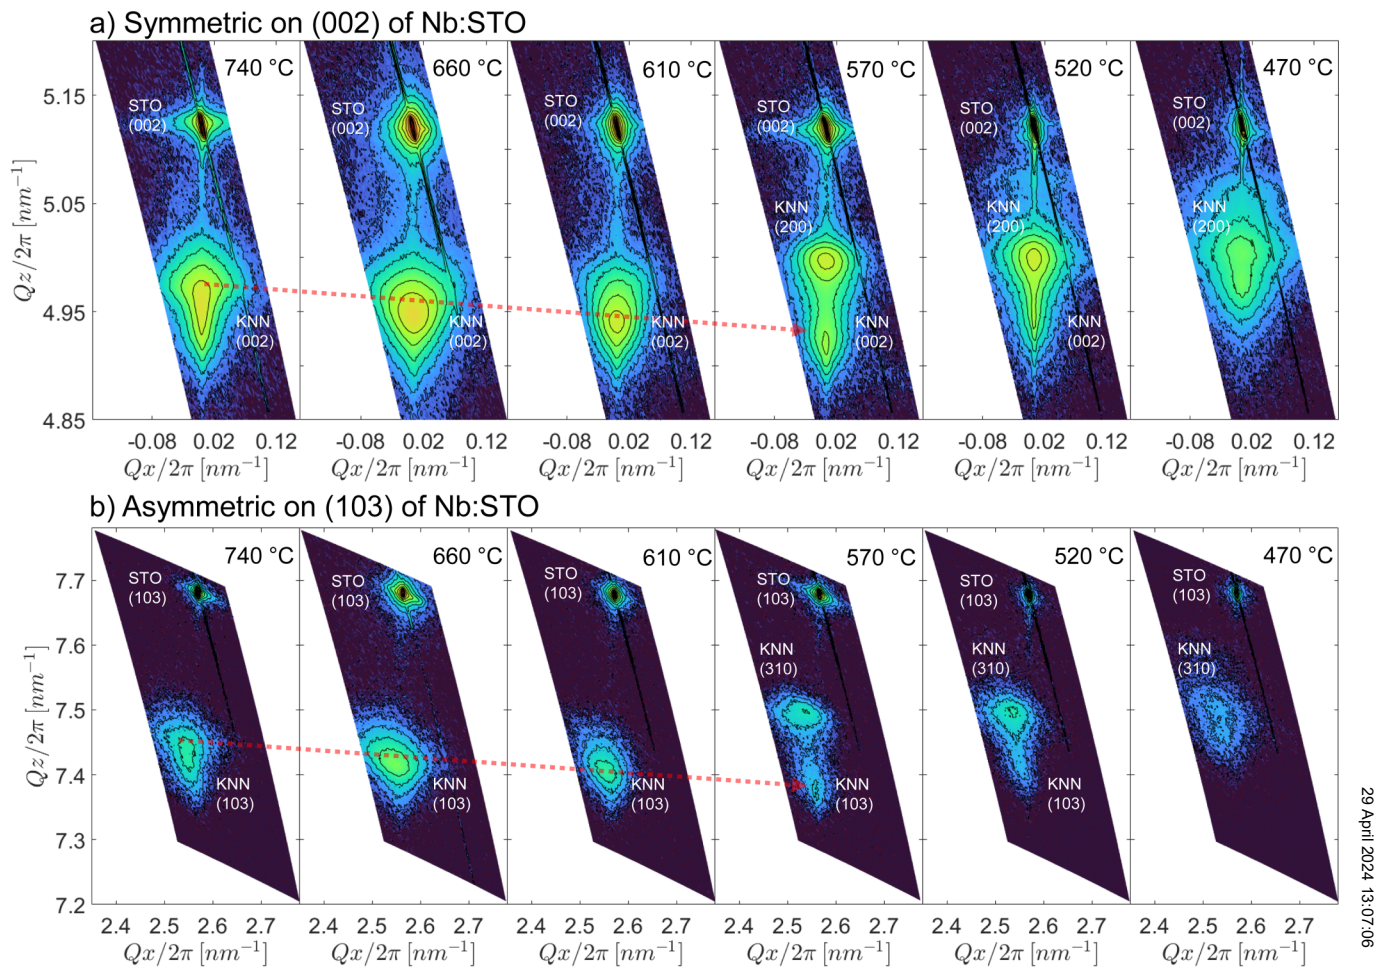 a) Symmetric on (002) of Nb:STO
740 °C
660 °C
610 °C
570 °C
520 °C
470 °C
STO
(002)
STO
(002)
STO
(002)
STO
(002)
STO
(002)
STO
(002)
KNN
(200)
KNN
(200)
KNN
(200)
KNN
(002)
KNN
(002)
KNN
(002)
KNN
(002)
KNN
(002)
5.15
5.05
4.95
4.85
Qz/2π [nm⁻¹]
-0.08 0.02 0.12
-0.08 0.02 0.12
-0.08 0.02 0.12
-0.08 0.02 0.12
-0.08 0.02 0.12
-0.08 0.02 0.12
Qx/2π [nm⁻¹]
Qx/2π [nm⁻¹]
Qx/2π [nm⁻¹]
Qx/2π [nm⁻¹]
Qx/2π [nm⁻¹]
Qx/2π [nm⁻¹]
b) Asymmetric on (103) of Nb:STO
740 °C
660 °C
610 °C
570 °C
520 °C
470 °C
STO
(103)
STO
(103)
STO
(103)
STO
(103)
STO
(103)
STO
(103)
KNN
(310)
KNN
(310)
KNN
(310)
KNN
(103)
KNN
(103)
KNN
(103)
KNN
(103)
KNN
(103)
7.7
7.6
7.5
7.4
7.3
7.2
Qz/2π [nm⁻¹]
2.4 2.6 2.7
2.5 2.6 2.7
2.5 2.6 2.7
2.5 2.6 2.7
2.5 2.6 2.7
2.5 2.6 2.7
Qx/2π [nm⁻¹]
Qx/2π [nm⁻¹]
Qx/2π [nm⁻¹]
Qx/2π [nm⁻¹]
Qx/2π [nm⁻¹]
Qx/2π [nm⁻¹]
29 April 2024 13:07:06